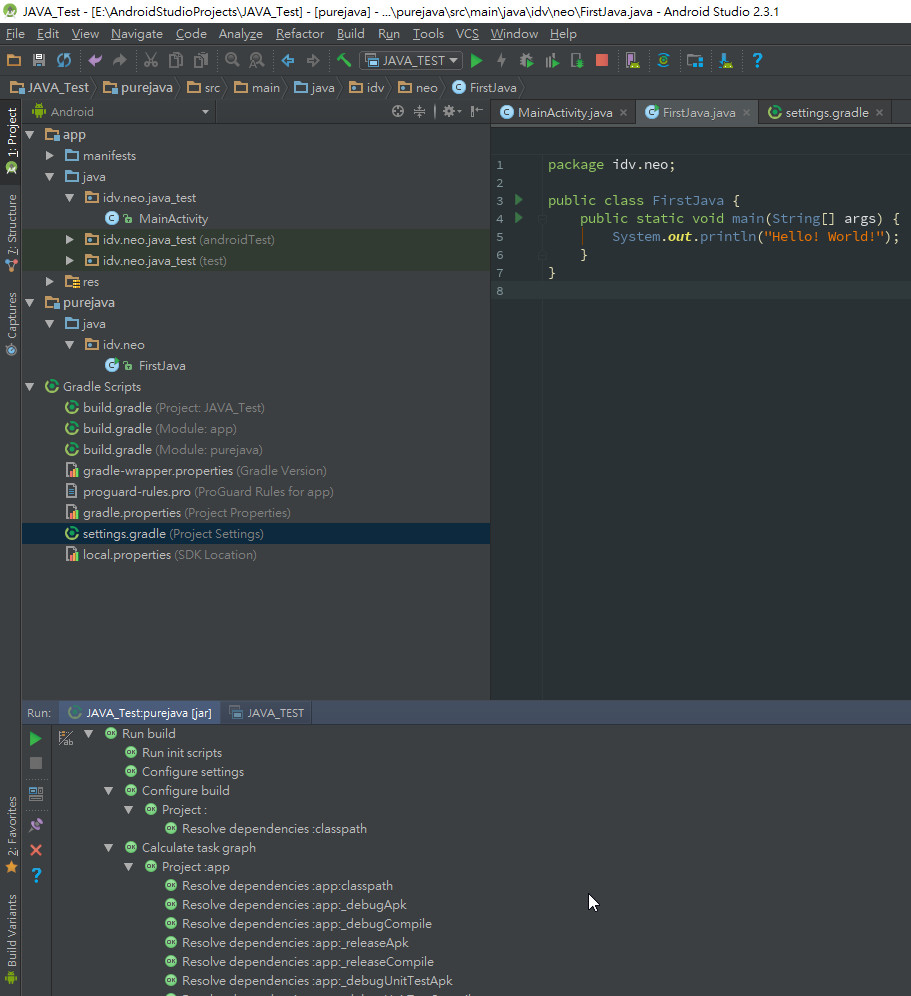 JAVA_Test - [E:\AndroidStudioProjects\JAVA_Test] - [purejava] - ...\purejava\src\main\java\idv\neo\FirstJava.java - Android Studio 2.3.1
File Edit View Navigate Code Analyze Refactor Build Run Tools VCS Window Help
JAVA_TEST
JAVA_Test purejava src main java idv neo FirstJava
1: Project
7: Structure
Captures
2: Favorites
Build Variants
Android
app
manifests
java
idv.neo.java_test
MainActivity
idv.neo.java_test (androidTest)
idv.neo.java_test (test)
res
purejava
java
idv.neo
FirstJava
Gradle Scripts
build.gradle (Project: JAVA_Test)
build.gradle (Module: app)
build.gradle (Module: purejava)
gradle-wrapper.properties (Gradle Version)
proguard-rules.pro (ProGuard Rules for app)
gradle.properties (Project Properties)
settings.gradle (Project Settings)
local.properties (SDK Location)
MainActivity.java FirstJava.java settings.gradle
1 package idv.neo;
2
3 public class FirstJava {
4 public static void main(String[] args) {
5 System.out.println("Hello! World!");
6 }
7 }
8
Run: JAVA_Test:purejava [jar] JAVA_TEST
Run build
Run init scripts
Configure settings
Configure build
Project :
Resolve dependencies :classpath
Calculate task graph
Project :app
Resolve dependencies :app:classpath
Resolve dependencies :app:_debugApk
Resolve dependencies :app:_debugCompile
Resolve dependencies :app:_releaseApk
Resolve dependencies :app:_releaseCompile
Resolve dependencies :app:_debugUnitTestApk